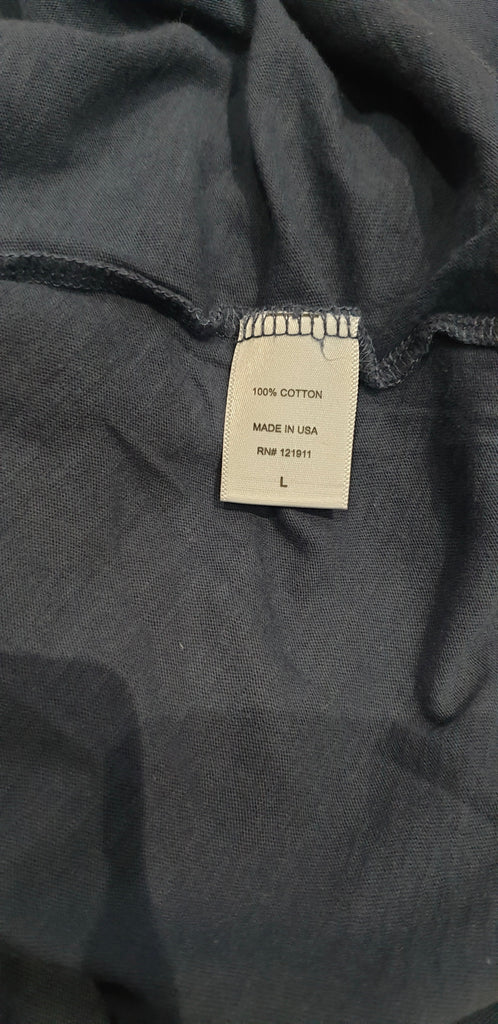 100% COTTON
MADE IN USA
RN# 121911
L